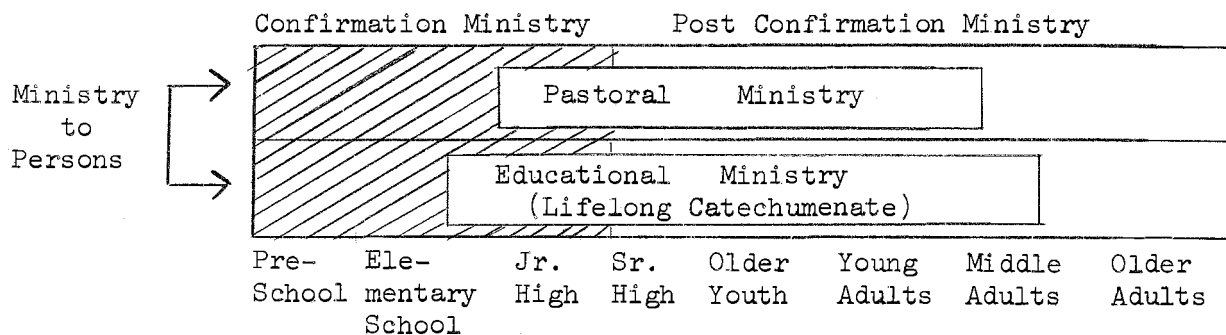 Confirmation Ministry Post Confirmation Ministry
Ministry
to
Persons
Pastoral Ministry
Educational Ministry
(Lifelong Catechumenate)
Pre-
School
Ele-
mentary
School
Jr.
High
Sr.
High
Older
Youth
Young
Adults
Middle
Adults
Older
Adults